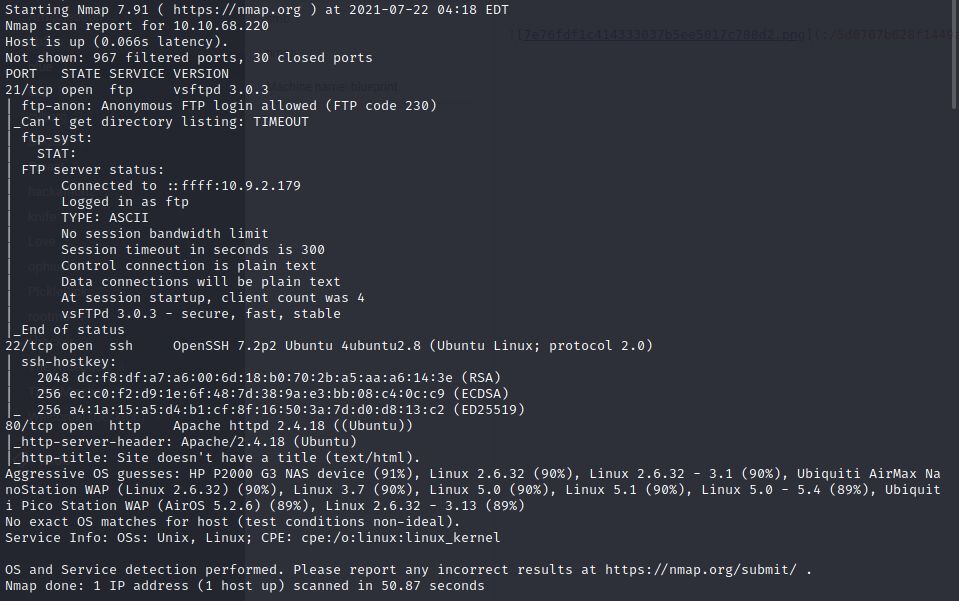 Starting Nmap 7.91 ( https://nmap.org ) at 2021-07-22 04:18 EDT
Nmap scan report for 10.10.68.220
Host is up (0.066s latency).
Not shown: 967 filtered ports, 30 closed ports
PORT   STATE SERVICE VERSION
21/tcp open  ftp     vsftpd 3.0.3
| ftp-anon: Anonymous FTP login allowed (FTP code 230)
|_Can't get directory listing: TIMEOUT
| ftp-syst:
|   STAT:
| FTP server status:
|      Connected to ::ffff:10.9.2.179
|      Logged in as ftp
|      TYPE: ASCII
|      No session bandwidth limit
|      Session timeout in seconds is 300
|      Control connection is plain text
|      Data connections will be plain text
|      At session startup, client count was 4
|      vsFTPd 3.0.3 - secure, fast, stable
|_End of status
22/tcp open  ssh     OpenSSH 7.2p2 Ubuntu 4ubuntu2.8 (Ubuntu Linux; protocol 2.0)
| ssh-hostkey:
|   2048 dc:f8:df:a7:a6:00:6d:18:b0:70:2b:a5:aa:a6:14:3e (RSA)
|   256 ec:c0:f2:d9:1e:6f:48:7d:38:9a:e3:bb:08:c4:0c:c9 (ECDSA)
|_  256 a4:1a:15:a5:d4:b1:cf:8f:16:50:3a:7d:d0:d8:13:c2 (ED25519)
80/tcp open  http    Apache httpd 2.4.18 ((Ubuntu))
|_http-server-header: Apache/2.4.18 (Ubuntu)
|_http-title: Site doesn't have a title (text/html).
Aggressive OS guesses: HP P2000 G3 NAS device (91%), Linux 2.6.32 (90%), Linux 2.6.32 - 3.1 (90%), Ubiquiti AirMax Na
noStation WAP (Linux 2.6.32) (90%), Linux 3.7 (90%), Linux 5.0 (90%), Linux 5.1 (90%), Linux 5.0 - 5.4 (89%), Ubiquit
i Pico Station WAP (AirOS 5.2.6) (89%), Linux 2.6.32 - 3.13 (89%)
No exact OS matches for host (test conditions non-ideal).
Service Info: OSs: Unix, Linux; CPE: cpe:/o:linux:linux_kernel

OS and Service detection performed. Please report any incorrect results at https://nmap.org/submit/ .
Nmap done: 1 IP address (1 host up) scanned in 50.87 seconds